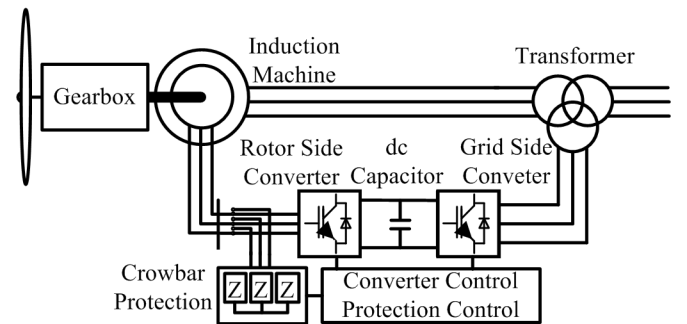 Induction
Machine
Transformer
Gearbox
Rotor Side
Converter
dc
Capacitor
Grid Side
Conveter
Crowbar
Protection
Z Z Z
Converter Control
Protection Control